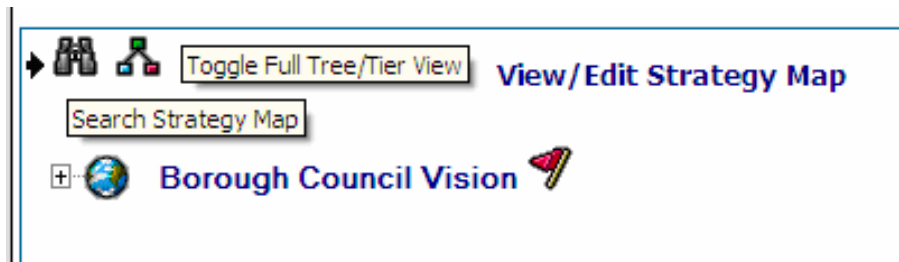 Toggle Full Tree/Tier View
View/Edit Strategy Map
Search Strategy Map
Borough Council Vision